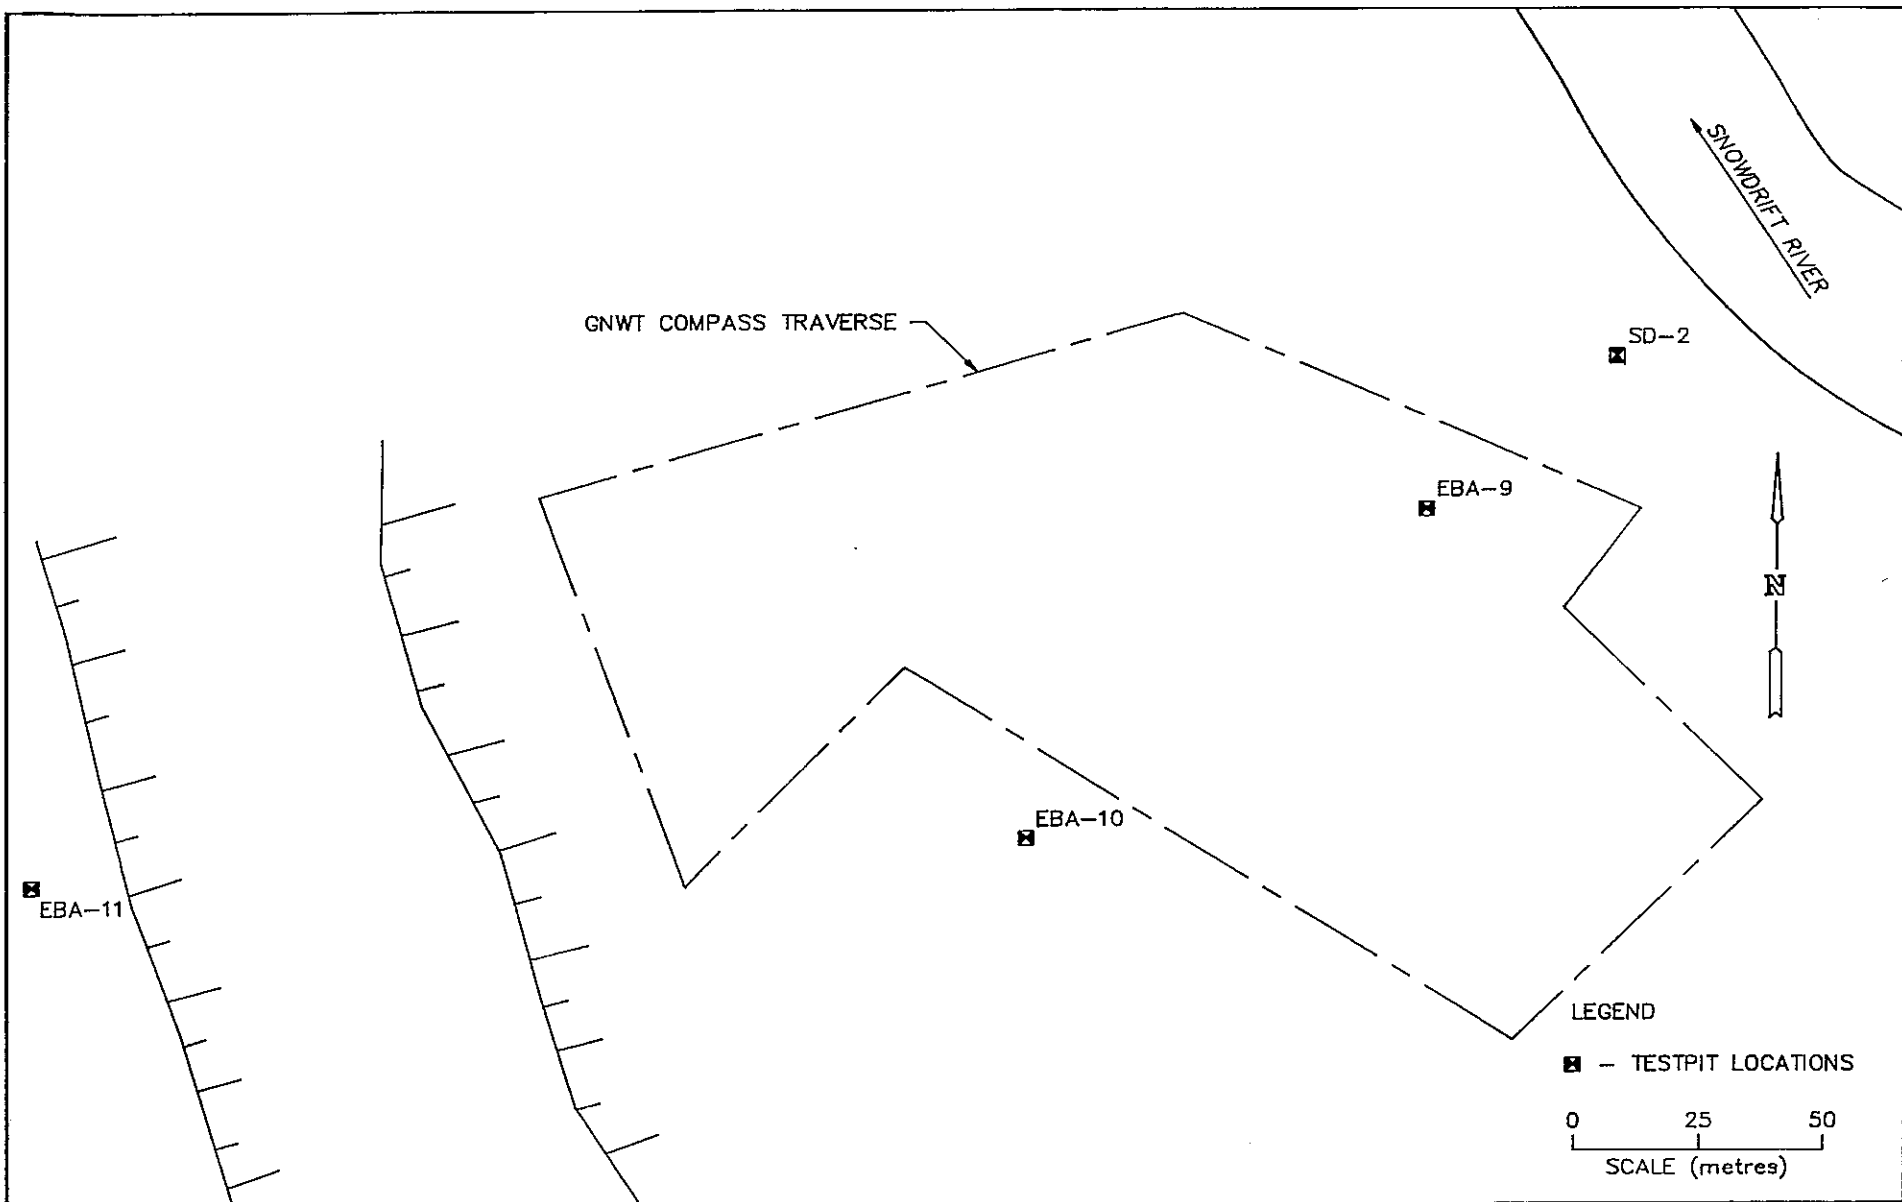 SNOWDRIFT RIVER
GNWT COMPASS TRAVERSE
SD-2
EBA-9
N
EBA-10
EBA-11
LEGEND
- TESTPIT LOCATIONS
0 25 50
SCALE (metres)